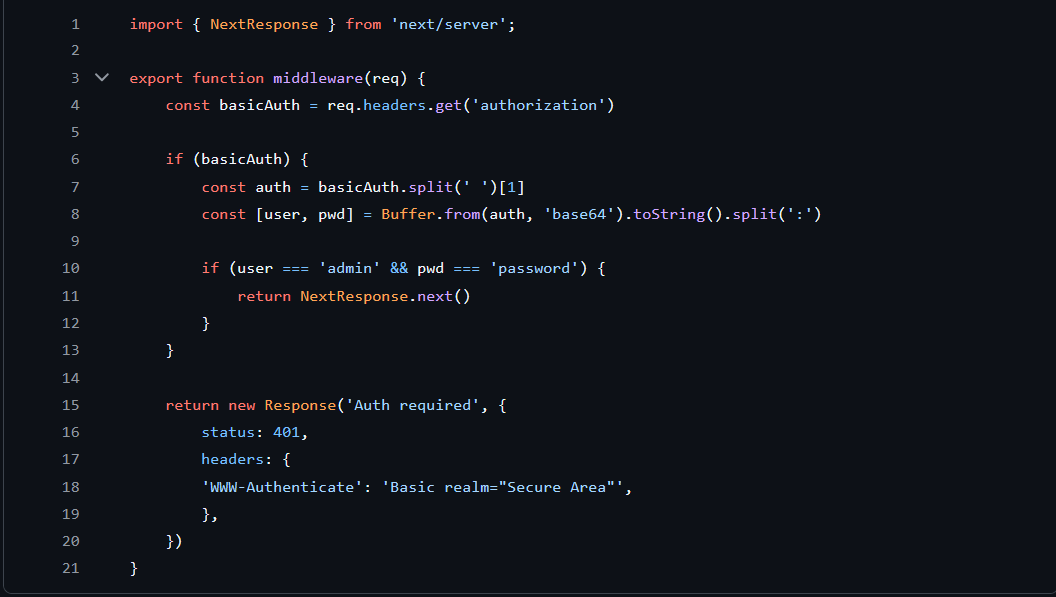 1 import { NextResponse } from 'next/server';
2
3 export function middleware(req) {
4     const basicAuth = req.headers.get('authorization')
5
6     if (basicAuth) {
7         const auth = basicAuth.split(' ')[1]
8         const [user, pwd] = Buffer.from(auth, 'base64').toString().split(':')
9
10         if (user === 'admin' && pwd === 'password') {
11             return NextResponse.next()
12         }
13     }
14
15     return new Response('Auth required', {
16         status: 401,
17         headers: {
18         'WWW-Authenticate': 'Basic realm="Secure Area"',
19         },
20     })
21 }